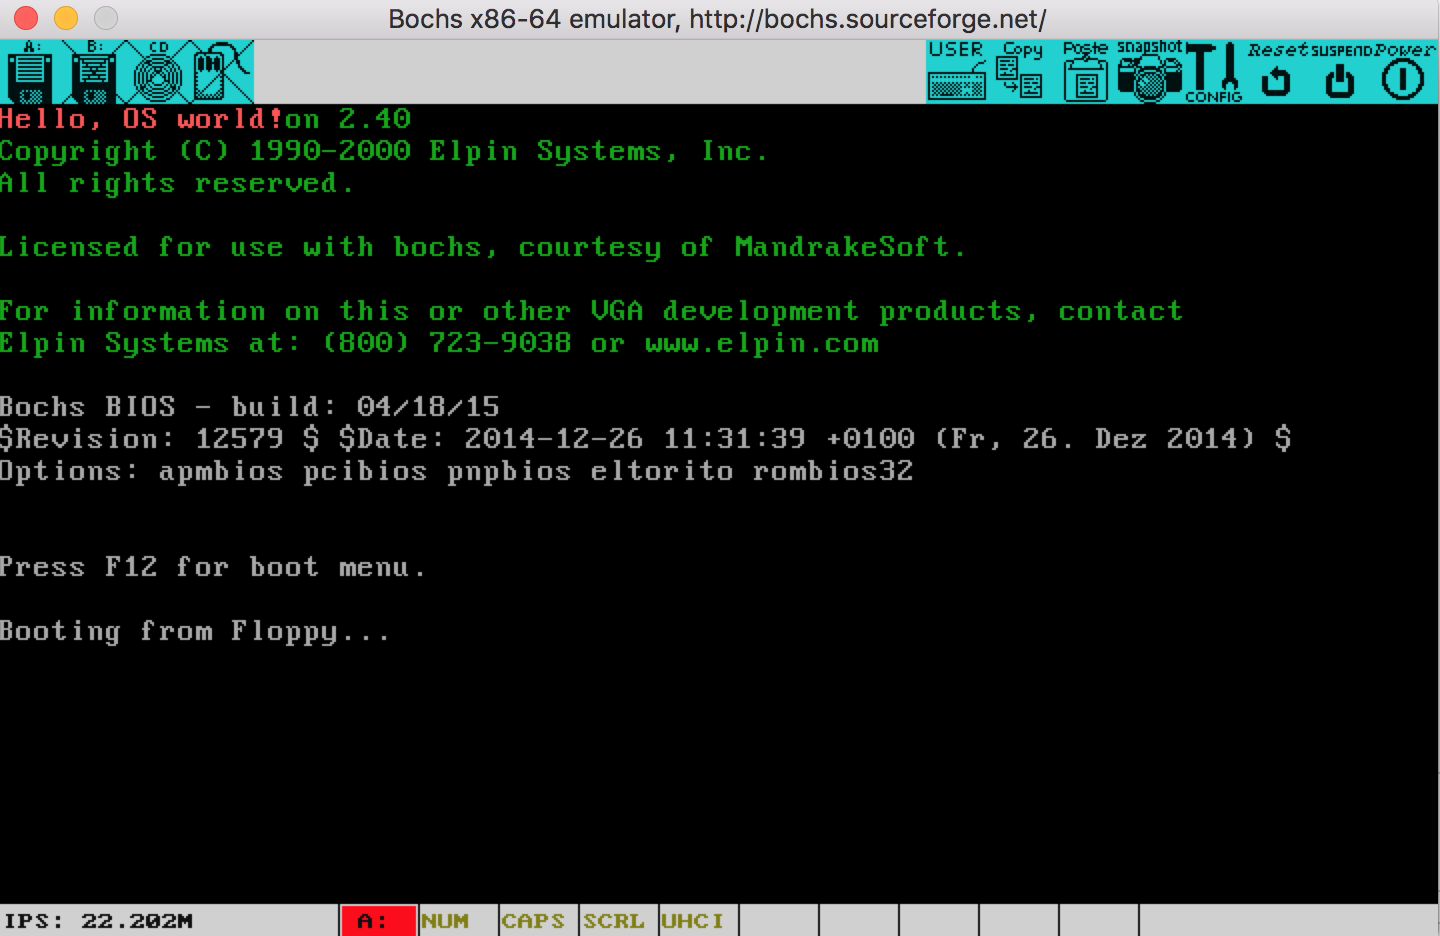 Bochs x86-64 emulator, http://bochs.sourceforge.net/
A: B: CD USER Copy Paste snapshot CONFIG Reset SUSPEND Power
Hello, OS world!on 2.40
Copyright (C) 1990-2000 Elpin Systems, Inc.
All rights reserved.
Licensed for use with bochs, courtesy of MandrakeSoft.
For information on this or other VGA development products, contact
Elpin Systems at: (800) 723-9038 or www.elpin.com
Bochs BIOS - build: 04/18/15
$Revision: 12579 $ $Date: 2014-12-26 11:31:39 +0100 (Fr, 26. Dez 2014) $
Options: apmbios pcibios pnpbios eltorito rombios32
Press F12 for boot menu.
Booting from Floppy...
IPS: 22.202M A: NUM CAPS SCRL UHCI